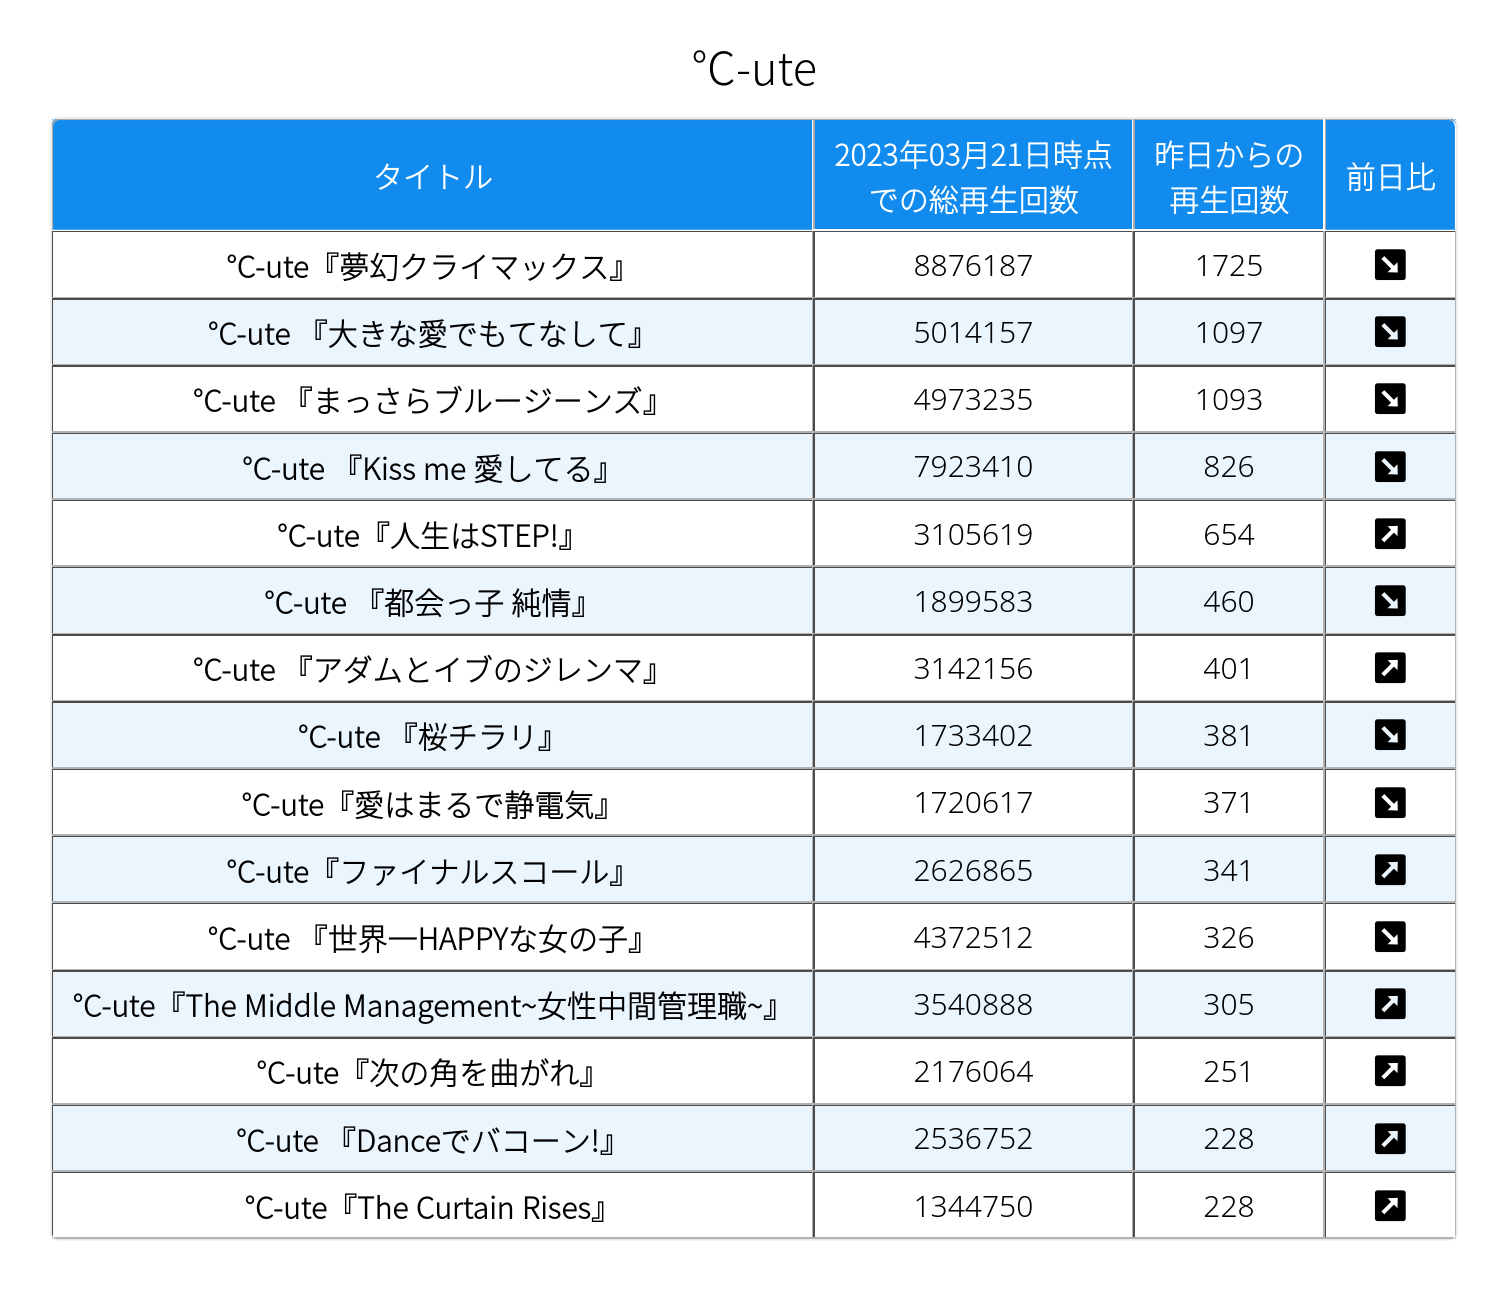 ℃-ute
タイトル
2023年03月21日時点
での総再生回数
昨日からの
再生回数
前日比
℃-ute『夢幻クライマックス』 8876187 1725 ↘
℃-ute 『大きな愛でもてなして』 5014157 1097 ↘
℃-ute 『まっさらブルージーンズ』 4973235 1093 ↘
℃-ute 『Kiss me 愛してる』 7923410 826 ↘
℃-ute『人生はSTEP!』 3105619 654 ↗
℃-ute 『都会っ子 純情』 1899583 460 ↘
℃-ute 『アダムとイブのジレンマ』 3142156 401 ↗
℃-ute 『桜チラリ』 1733402 381 ↘
℃-ute『愛はまるで静電気』 1720617 371 ↘
℃-ute『ファイナルスコール』 2626865 341 ↗
℃-ute 『世界一HAPPYな女の子』 4372512 326 ↘
℃-ute『The Middle Management~女性中間管理職~』 3540888 305 ↗
℃-ute『次の角を曲がれ』 2176064 251 ↗
℃-ute 『Danceでバコーン!』 2536752 228 ↗
℃-ute『The Curtain Rises』 1344750 228 ↗